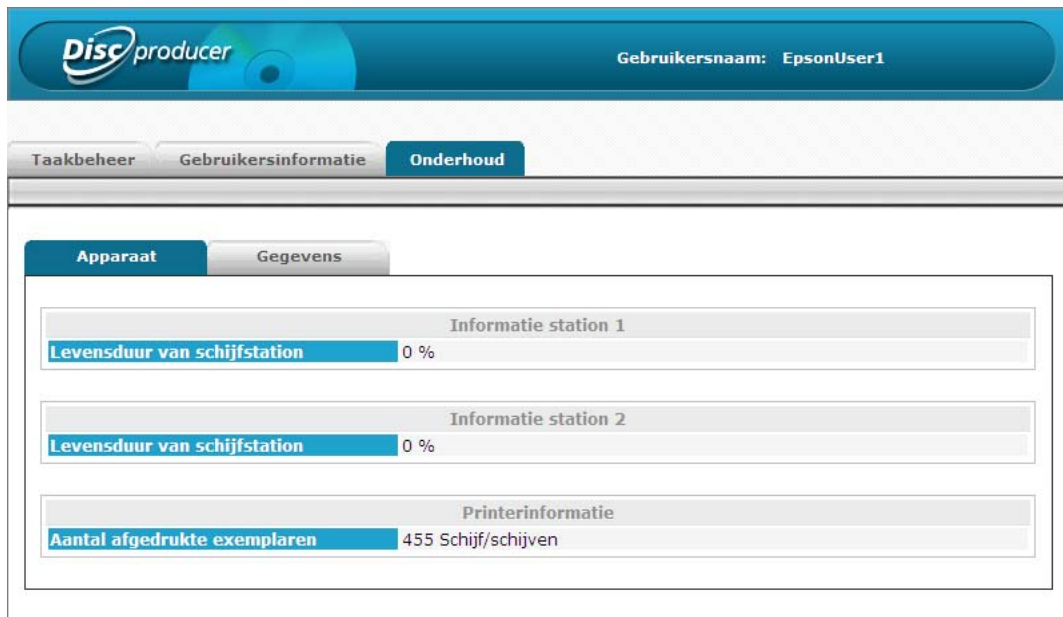 Disc producer
Gebruikersnaam: EpsonUser1
Taakbeheer Gebruikersinformatie Onderhoud
Apparaat Gegevens
Informatie station 1
Levensduur van schijfstation 0 %
Informatie station 2
Levensduur van schijfstation 0 %
Printerinformatie
Aantal afgedrukte exemplaren 455 Schijf/schijven